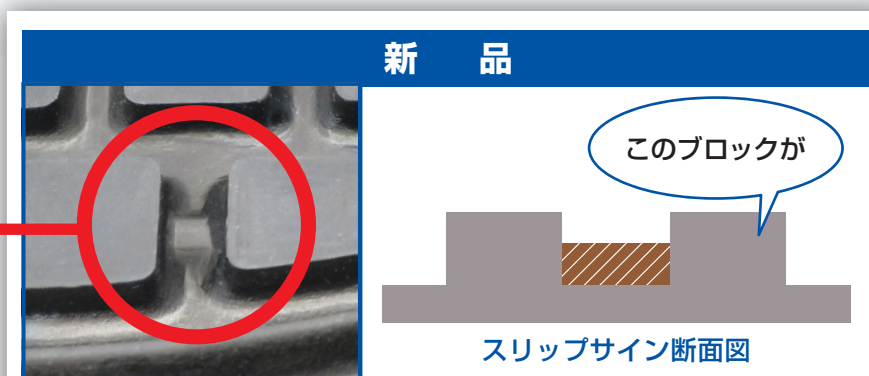 新　品
このブロックが
スリップサイン断面図